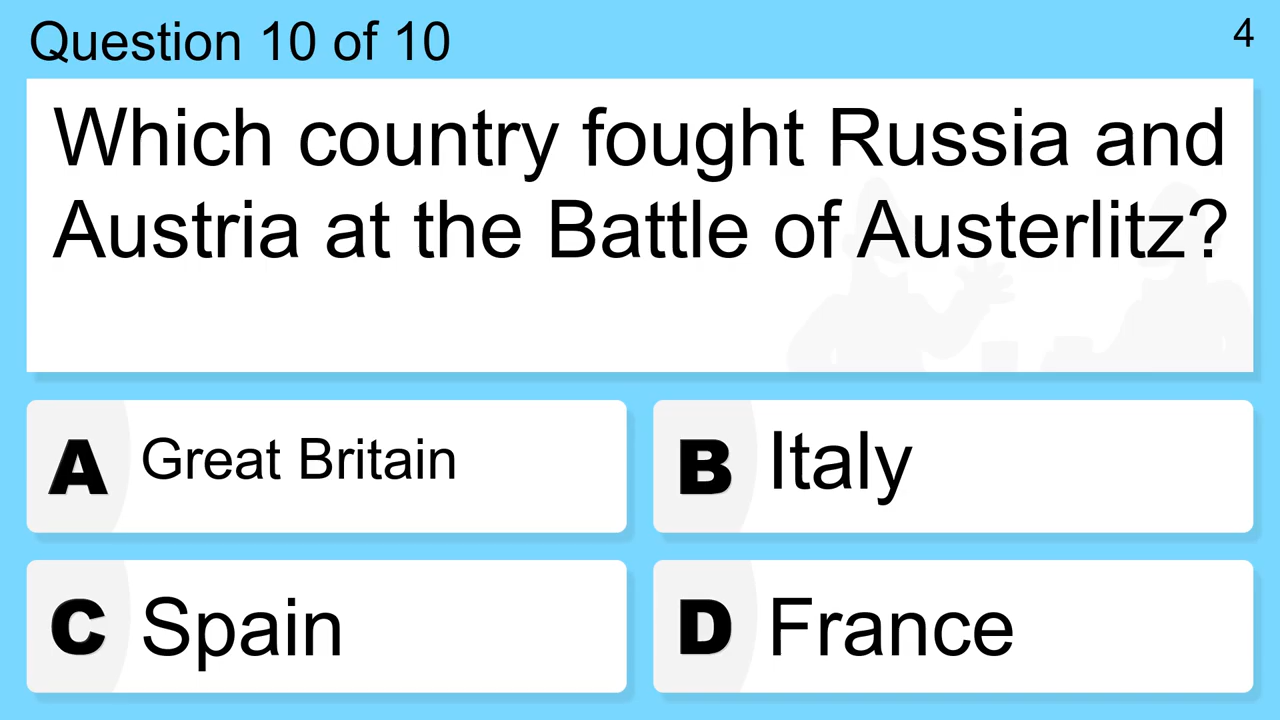 Question 10 of 10
4
Which country fought Russia and
Austria at the Battle of Austerlitz?
A Great Britain
B Italy
C Spain
D France